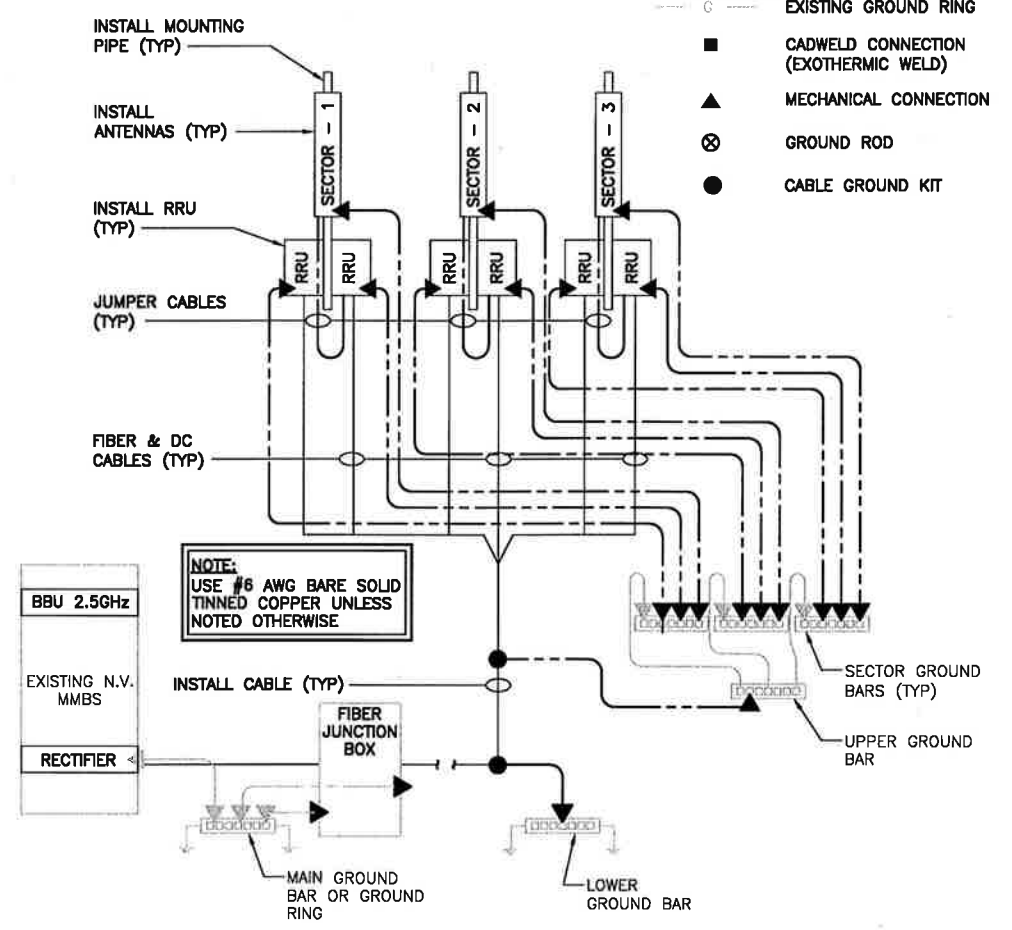 G
EXISTING GROUND RING
CADWELD CONNECTION
(EXOTHERMIC WELD)
MECHANICAL CONNECTION
GROUND ROD
CABLE GROUND KIT
INSTALL MOUNTING
PIPE (TYP)
INSTALL
ANTENNAS (TYP)
INSTALL RRU
(TYP)
JUMPER CABLES
(TYP)
FIBER & DC
CABLES (TYP)
SECTOR - 1
SECTOR - 2
SECTOR - 3
RRU
RRU
RRU
RRU
RRU
RRU
NOTE:
USE #6 AWG BARE SOLID
TINNED COPPER UNLESS
NOTED OTHERWISE
BBU 2.5GHz
EXISTING N.V.
MMBS
RECTIFIER
INSTALL CABLE (TYP)
FIBER
JUNCTION
BOX
SECTOR GROUND
BARS (TYP)
UPPER GROUND
BAR
MAIN GROUND
BAR OR GROUND
RING
LOWER
GROUND BAR